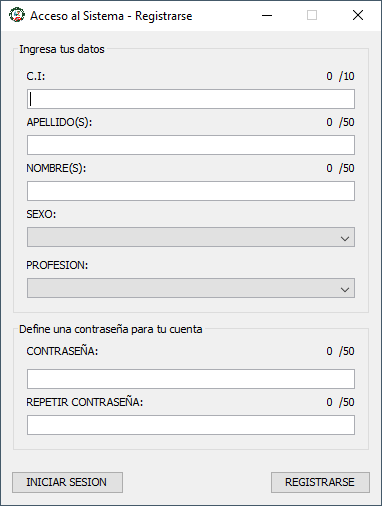 Acceso al Sistema - Registrarse
Ingresa tus datos
C.I: 0 /10
APELLIDO(S): 0 /50
NOMBRE(S): 0 /50
SEXO:
PROFESION:
Define una contraseña para tu cuenta
CONTRASEÑA: 0 /50
REPETIR CONTRASEÑA: 0 /50
INICIAR SESION REGISTRARSE